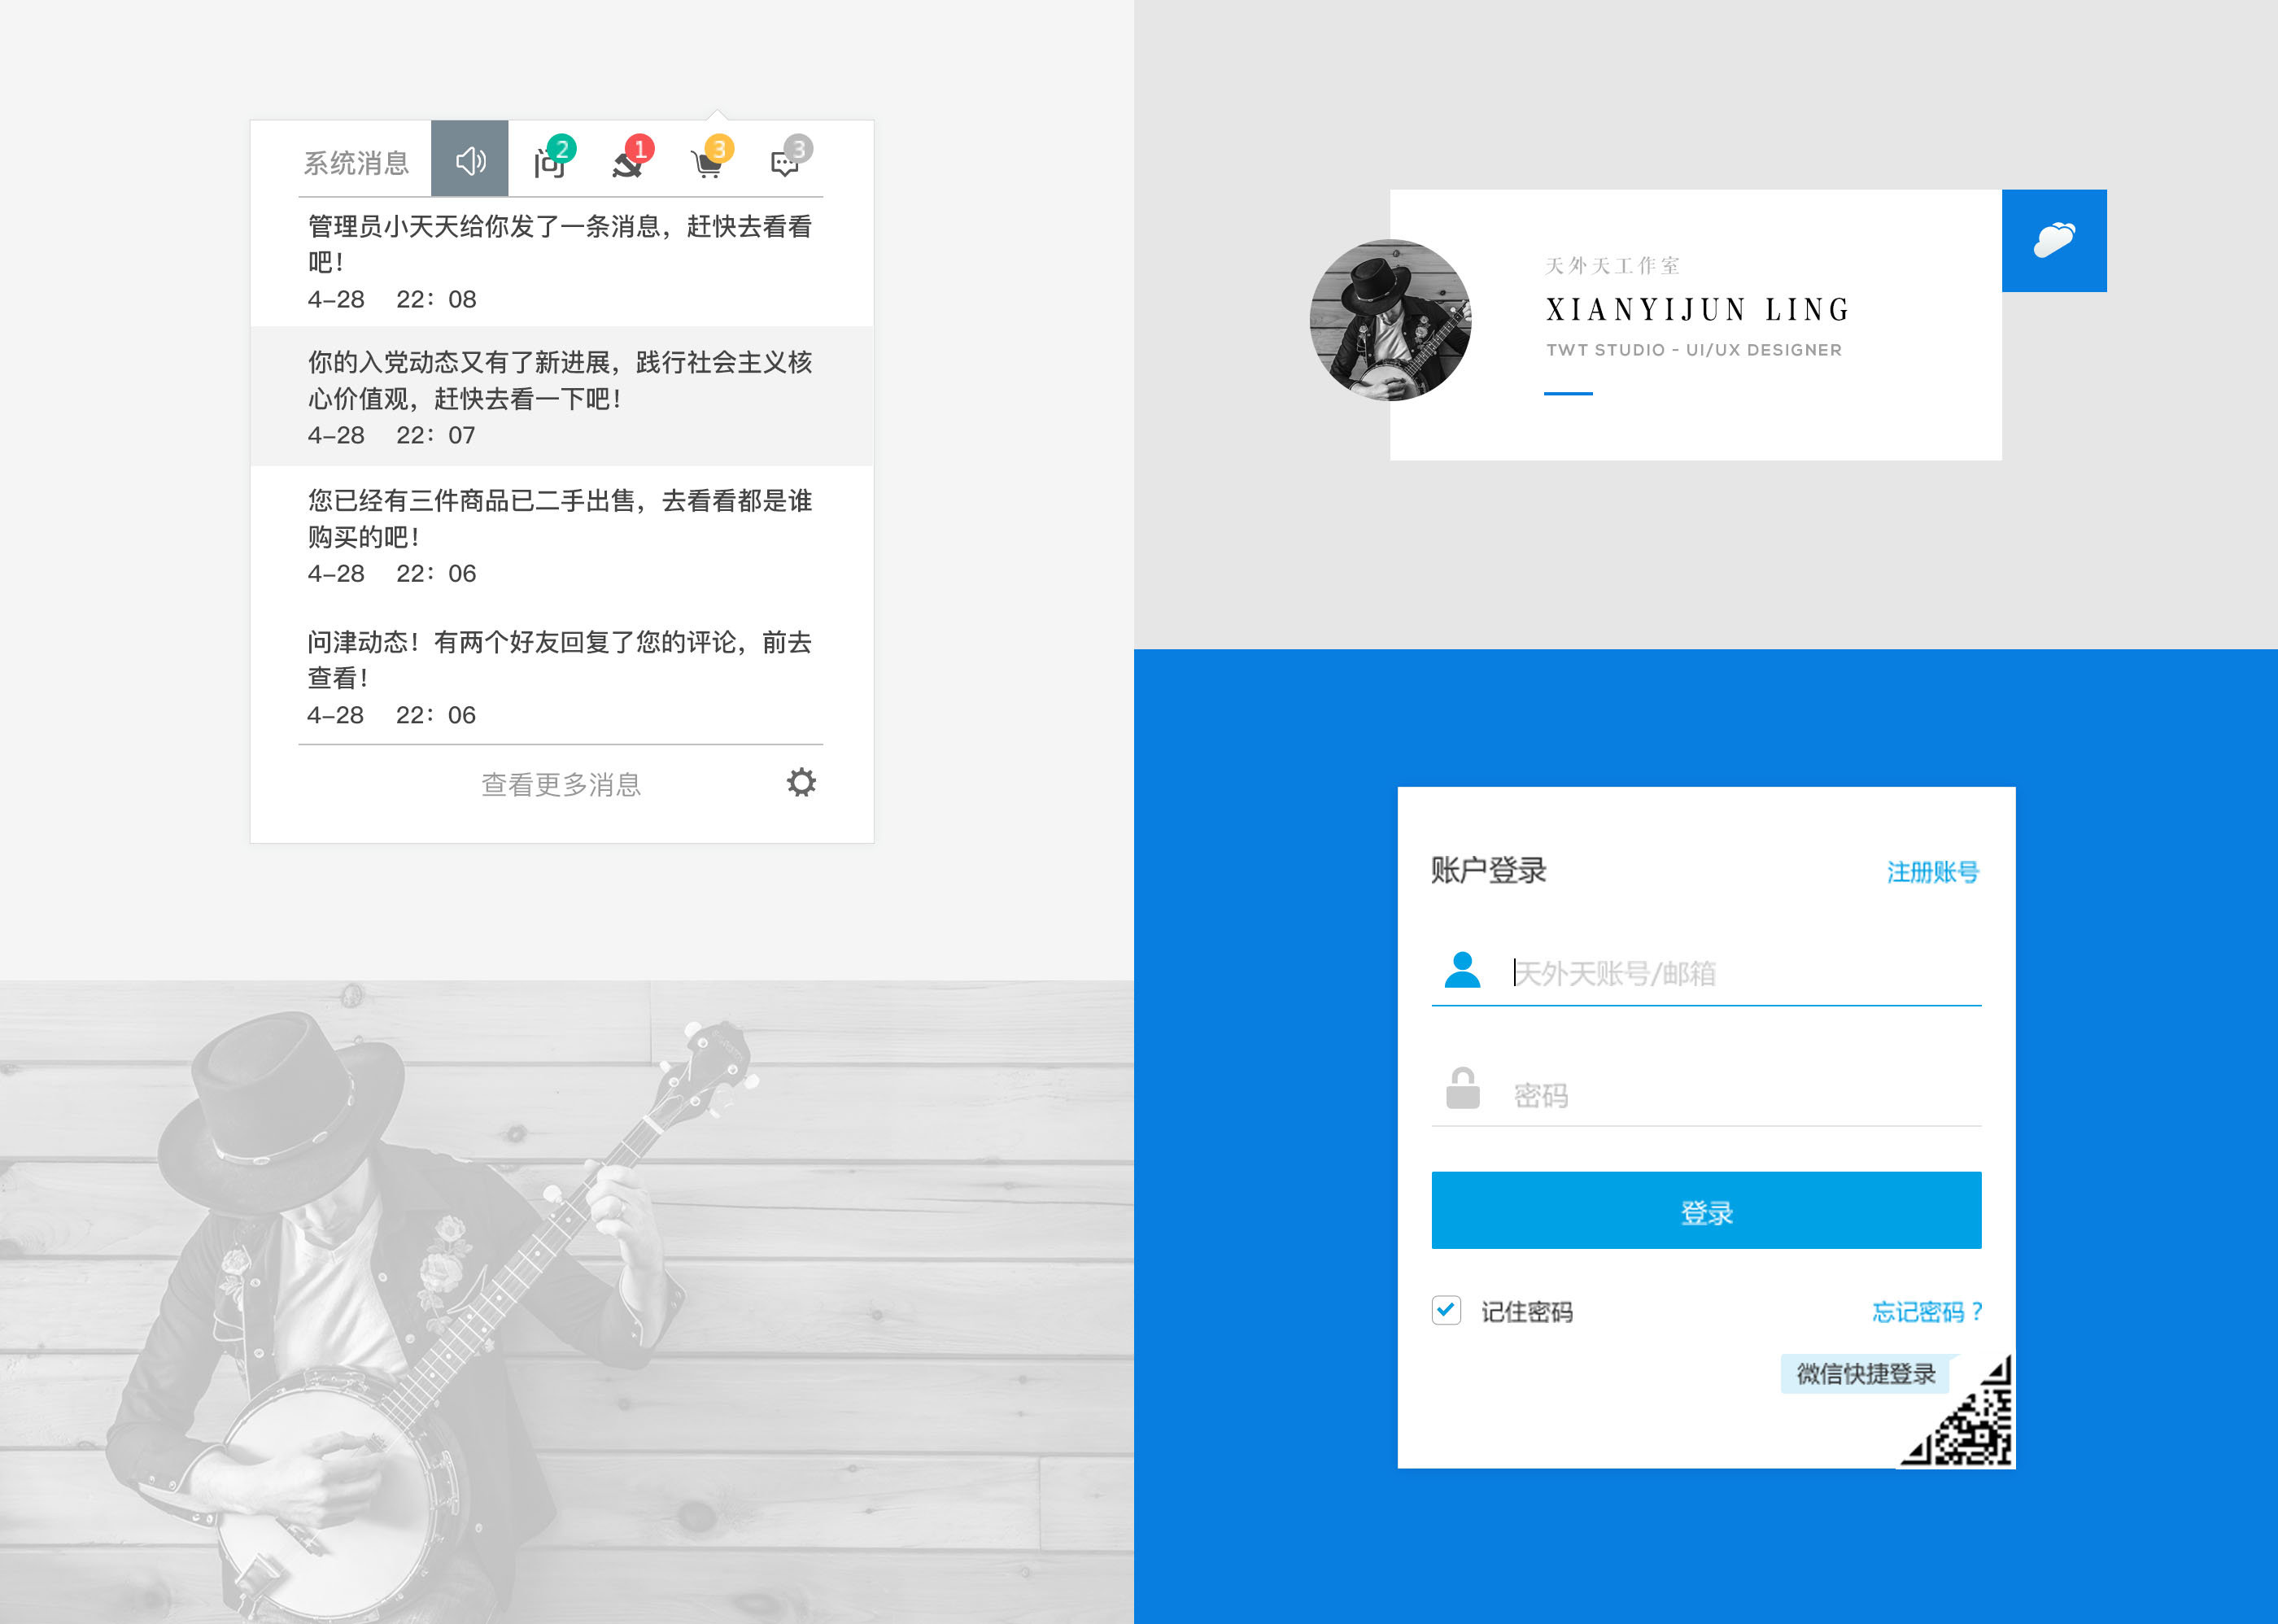 系统消息
问
2
1
3
3
管理员小天天给你发了一条消息，赶快去看看
吧！
4-28 22：08
你的入党动态又有了新进展，践行社会主义核
心价值观，赶快去看一下吧！
4-28 22：07
您已经有三件商品已二手出售，去看看都是谁
购买的吧！
4-28 22：06
问津动态！有两个好友回复了您的评论，前去
查看！
4-28 22：06
查看更多消息
天外天工作室
XIANYIJUN LING
TWT STUDIO - UI/UX DESIGNER
账户登录
注册账号
天外天账号/邮箱
密码
登录
记住密码
忘记密码？
微信快捷登录